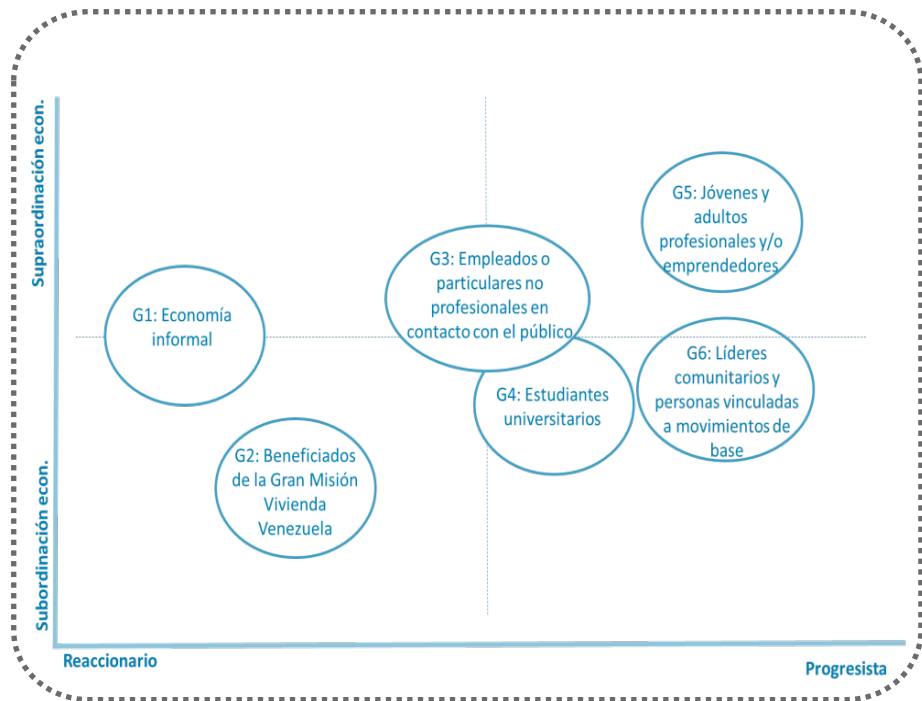 Supraordinación econ.
Subordinación econ.
G1: Economía
informal
G2: Beneficiados
de la Gran Misión
Vivienda
Venezuela
G3: Empleados o
particulares no
profesionales en
contacto con el público
G4: Estudiantes
universitarios
G5: Jóvenes y
adultos
profesionales y/o
emprendedores
G6: Líderes
comunitarios y
personas vinculadas
a movimientos de
base
Reaccionario
Progresista